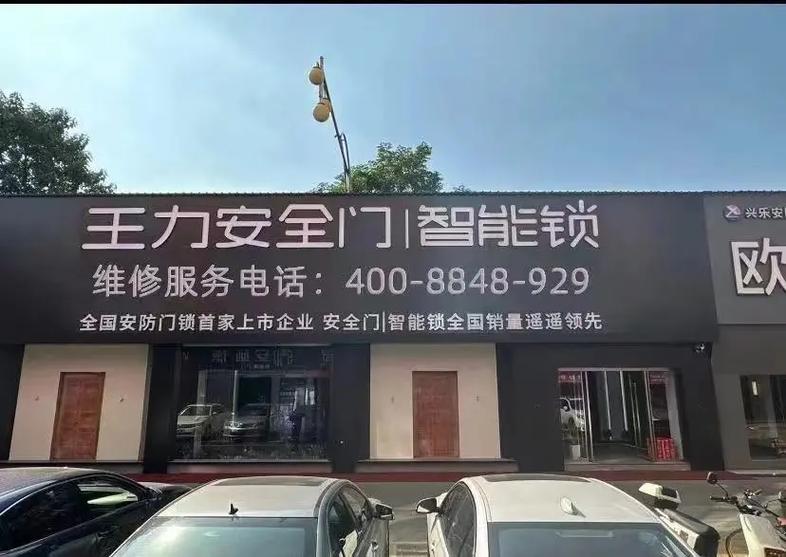 王力安全门|智能锁
维修服务电话：400-8848-929
全国安防门锁首家上市企业 安全门|智能锁全国销量遥遥领先
兴乐安
欧